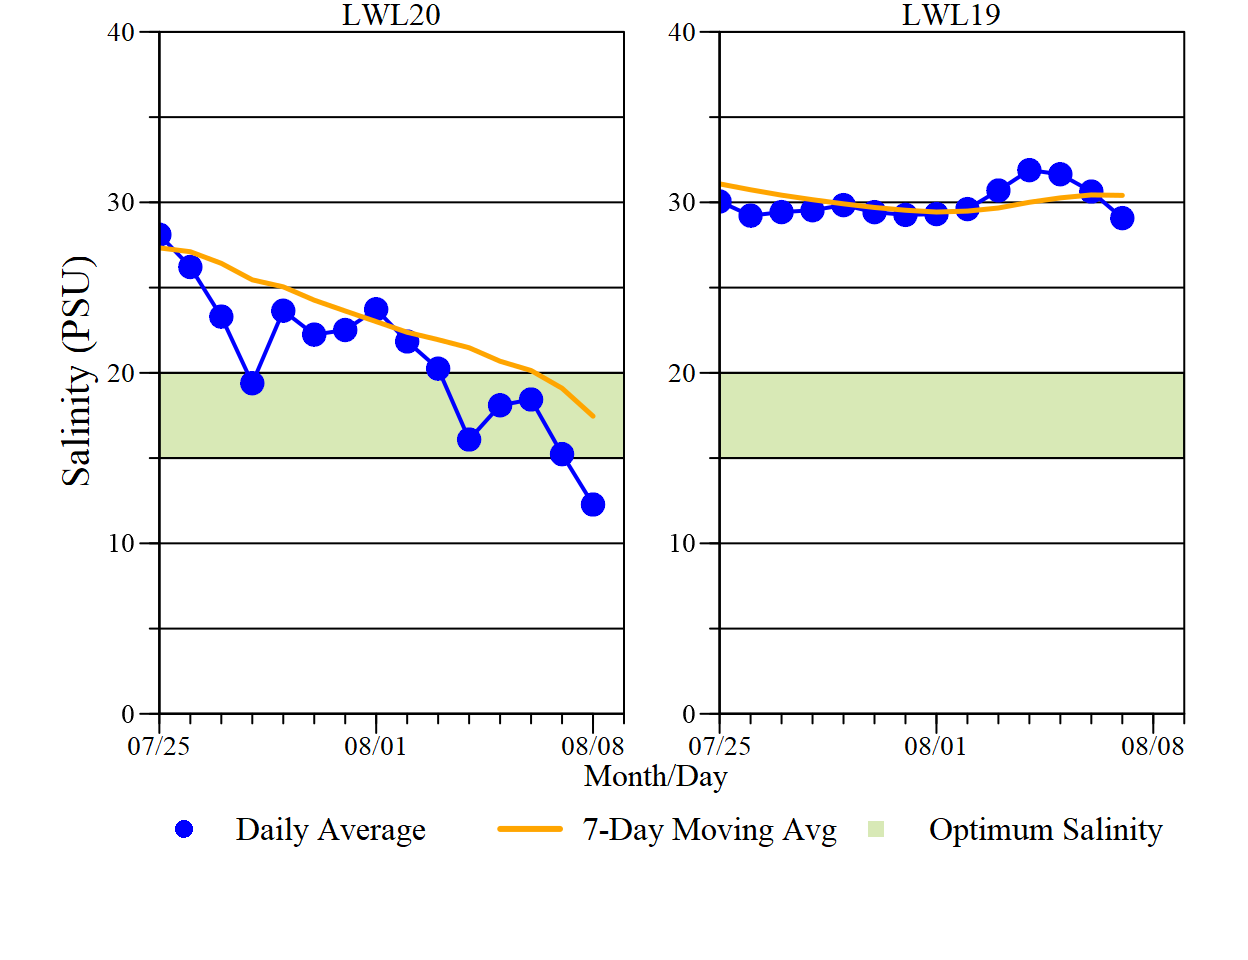 LWL20 LWL19
40 40
30 30
20 20
10 10
0 0
Salinity (PSU)
07/25 08/01 08/08 07/25 08/01 08/08
Month/Day
Daily Average 7-Day Moving Avg Optimum Salinity